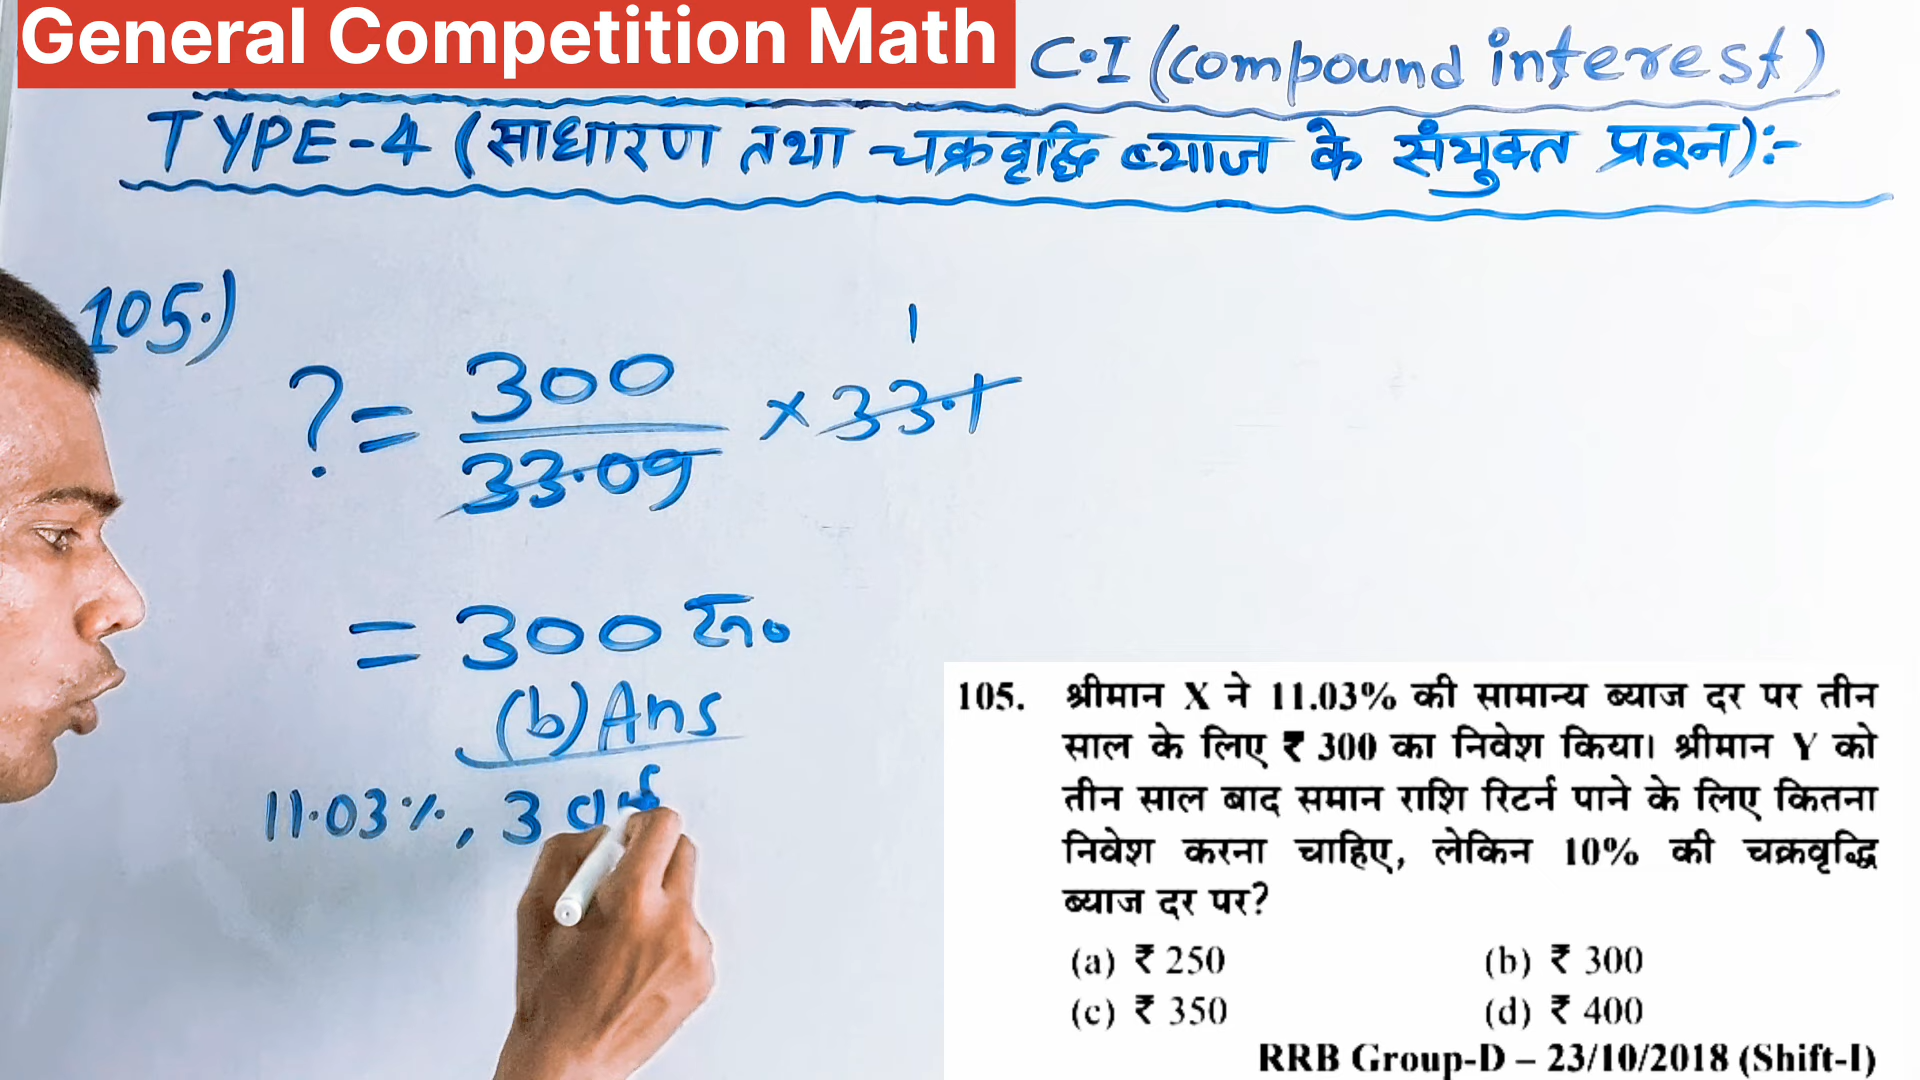 General Competition Math
C.I (compound interest)
TYPE-4 (साधारण तथा चक्रवृद्धि ब्याज के संयुक्त प्रश्न):-
105.)
1
? = 300 × 33.1
33.09
= 300 रु०
(b) Ans
11.03%, 3 वर्ष
105. श्रीमान X ने 11.03% की सामान्य ब्याज दर पर तीन
साल के लिए ₹ 300 का निवेश किया। श्रीमान Y को
तीन साल बाद समान राशि रिटर्न पाने के लिए कितना
निवेश करना चाहिए, लेकिन 10% की चक्रवृद्धि
ब्याज दर पर?
(a) ₹ 250 (b) ₹ 300
(c) ₹ 350 (d) ₹ 400
RRB Group-D – 23/10/2018 (Shift-I)